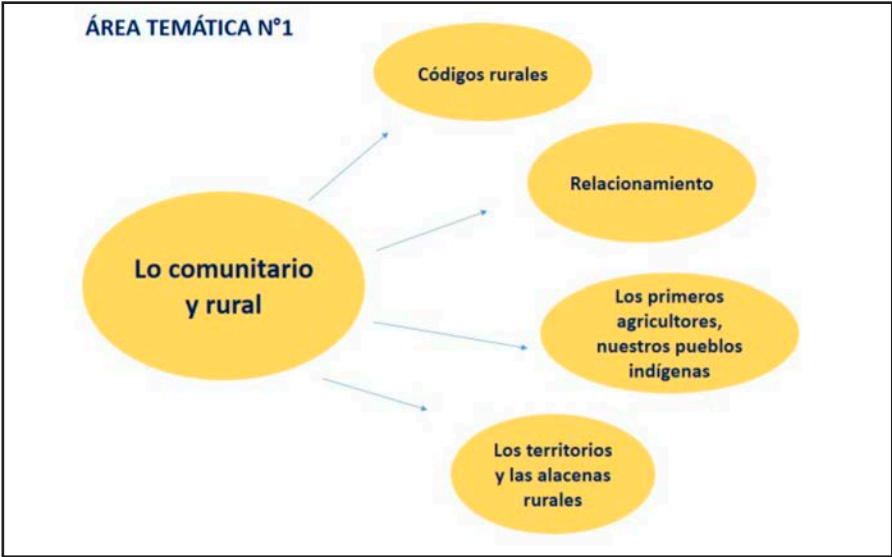 ÁREA TEMÁTICA N°1
Códigos rurales
Relacionamiento
Lo comunitario
y rural
Los primeros
agricultores,
nuestros pueblos
indígenas
Los territorios
y las alacenas
rurales